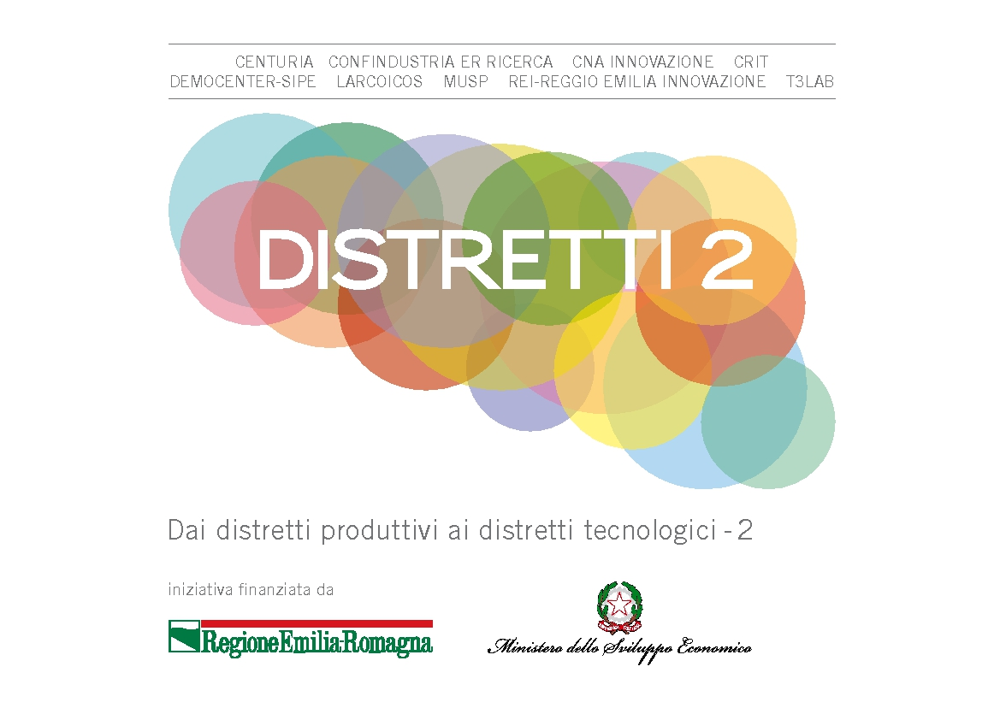 CENTURIA CONFINDUSTRIA ER RICERCA CNA INNOVAZIONE CRIT
DEMOCENTER-SIPE LARCOICOS MUSP REI-REGGIO EMILIA INNOVAZIONE T3LAB
DISTRETTI 2
Dai distretti produttivi ai distretti tecnologici - 2
iniziativa finanziata da
RegioneEmilia-Romagna
Ministero dello Sviluppo Economico